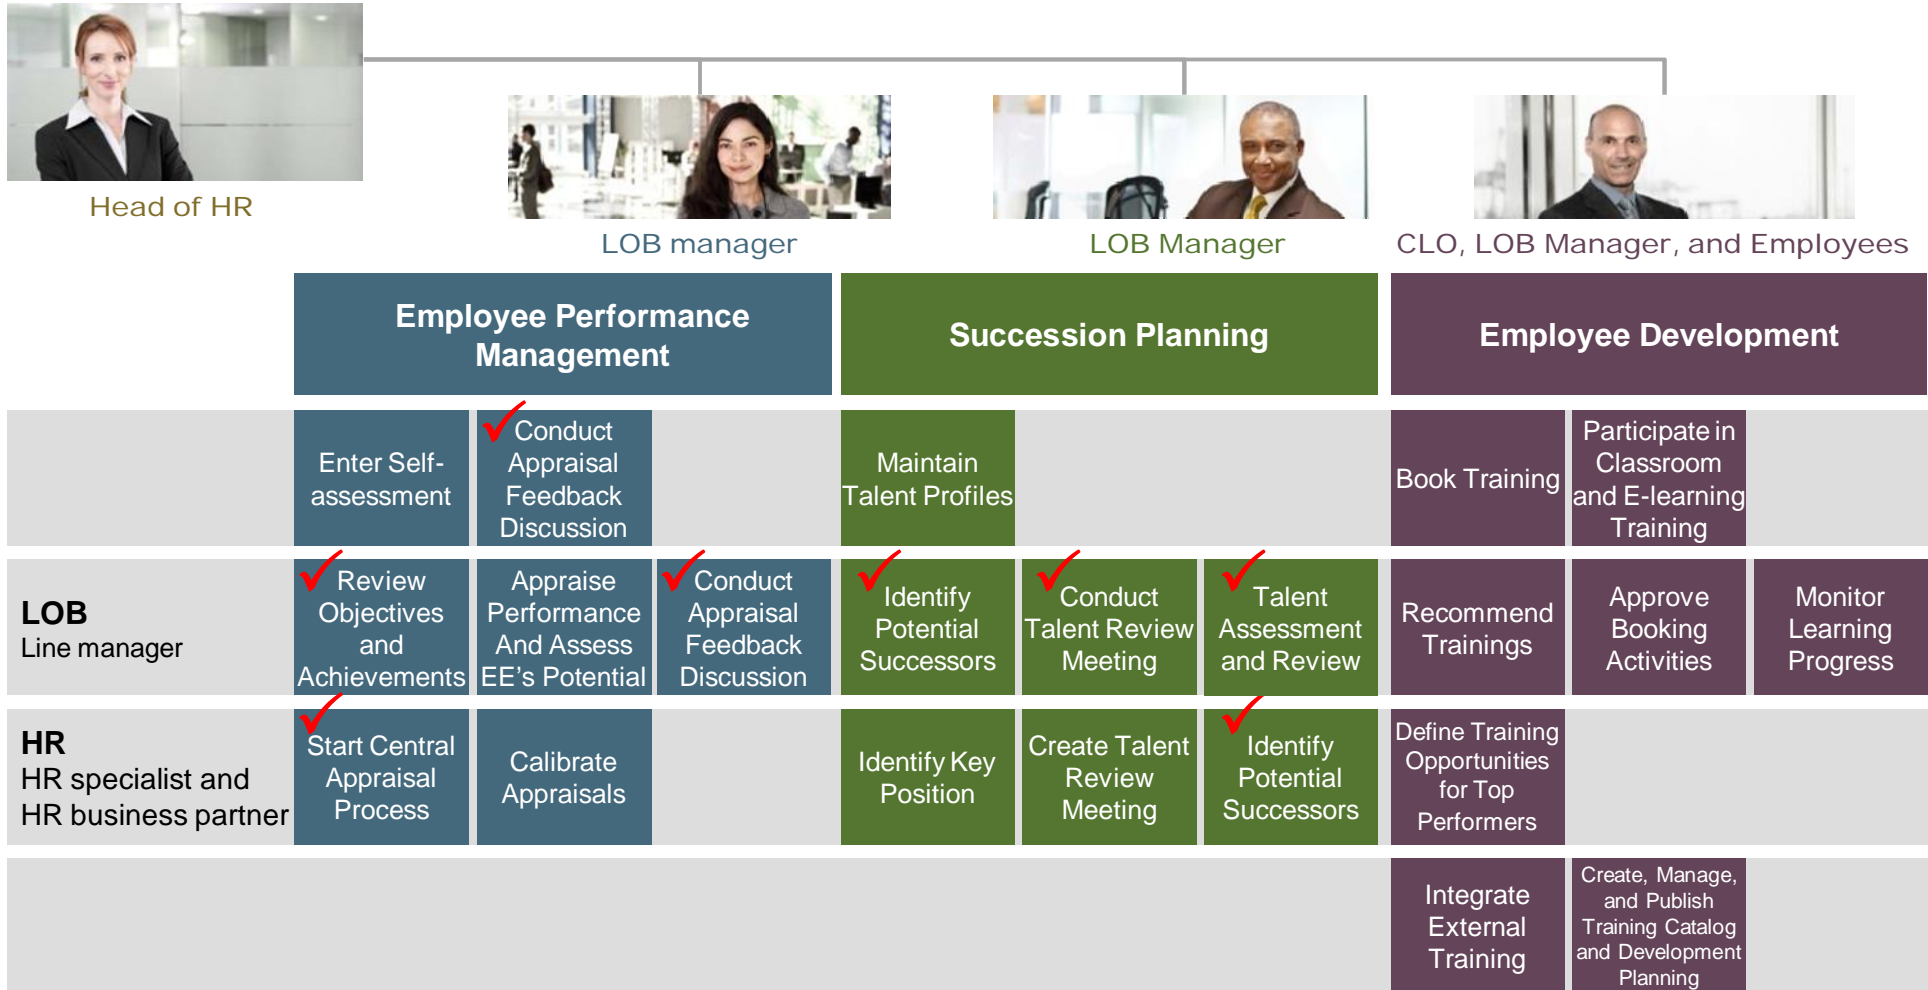 Head of HR
LOB manager
LOB Manager
CLO, LOB Manager, and Employees
Employee Performance
Management
Succession Planning
Employee Development
Enter Self-
assessment
Conduct
Appraisal
Feedback
Discussion
Maintain
Talent Profiles
Book Training
Participate in
Classroom
and E-learning
Training
LOB
Line manager
Review
Objectives
and
Achievements
Appraise
Performance
And Assess
EE's Potential
Conduct
Appraisal
Feedback
Discussion
Identify
Potential
Successors
Conduct
Talent Review
Meeting
Talent
Assessment
and Review
Recommend
Trainings
Approve
Booking
Activities
Monitor
Learning
Progress
HR
HR specialist and
HR business partner
Start Central
Appraisal
Process
Calibrate
Appraisals
Identify Key
Position
Create Talent
Review
Meeting
Identify
Potential
Successors
Define Training
Opportunities
for Top
Performers
Integrate
External
Training
Create, Manage,
and Publish
Training Catalog
and Development
Planning